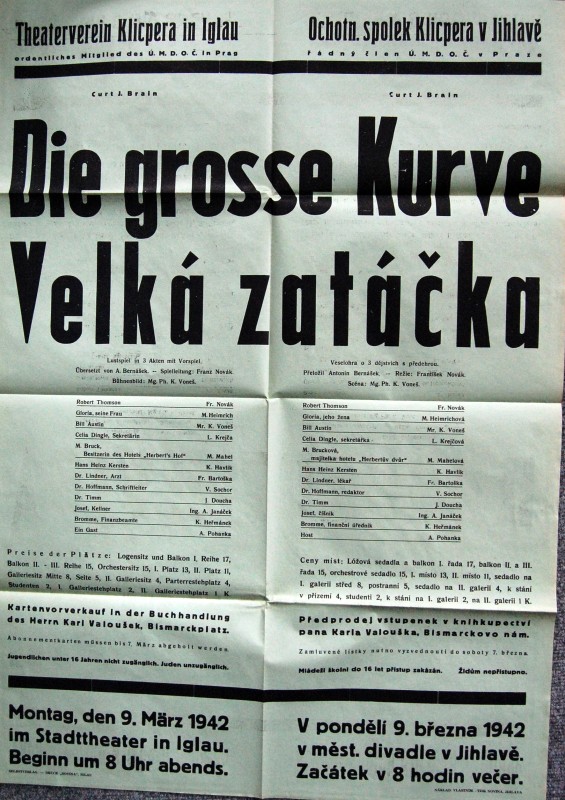 Theaterverein Klicpera in Iglau
ordentliches Mitglied des Ú.M.D.O.Č. in Prag
Ochotn. spolek Klicpera v Jihlavě
řádný člen Ú.M.D.O.Č. v Praze
Curt J. Brain
Curt J. Brain
Die grosse Kurve
Velká zatáčka
Lustspiel in 3 Akten mit Vorspiel.
Übersetzt von A. Bernášek. — Spielleitung: Franz Novák.
Bühnenbild: Mg. Ph. K. Voneš.
Robert Thomson Fr. Novák
Gloria, seine Frau M. Heimrich
Bill Austin Mr. K. Voneš
Celia Dingle, Sekretärin L. Krejča
M. Bruck,
Besitzerin des Hotels „Herbert's Hof" M. Mabel
Hans Heinz Kersten K. Havlík
Dr. Lindner, Arzt Fr. Bartoška
Dr. Hoffmann, Schriftleiter V. Sochor
Dr. Timm J. Doucha
Josef, Kellner Ing. A. Janáček
Bromme, Finanzbeamte K. Heřmánek
Ein Gast A. Pohanka
Preise der Plätze: Logensitz und Balkon I. Reihe 17,
Balkon II. - III. Reihe 15, Orchestersitz 15, I. Platz 13, II. Platz 11,
Galleriesitz Mitte 8, Seite 5, II. Galleriesitz 4, Parterrestehplatz 4,
Studenten 2, I. Galleriestehplatz 2, II. Galleriestehplatz 1 K
Kartenvorverkauf in der Buchhandlung
des Herrn Karl Valoušek, Bismarckplatz.
Abonnementkarten müssen bis 7. März abgeholt werden
Jugendlichen unter 16 Jahren nicht zugänglich. Juden unzugänglich.
Montag, den 9. März 1942
im Stadttheater in Iglau.
Beginn um 8 Uhr abends.
Veselohra o 3 dějstvích s předehrou.
Přeložil Antonín Bernášek. — Režie: František Novák.
Scéna: Mg. Ph. K. Voneš.
Robert Thomson Fr. Novák
Gloria, jeho žena M. Heimrichová
Bill Austin Mr. K. Voneš
Celia Dingle, sekretářka L. Krejčová
M. Brucková,
majitelka hotelu „Herbertův dvůr" M. Mabelová
Hans Heinz Kersten K. Havlík
Dr. Lindner, lékař Fr. Bartoška
Dr. Hoffmann, redaktor V. Sochor
Dr. Timm J. Doucha
Josef, číšník Ing. A. Janáček
Bromme, finanční úředník K. Heřmánek
Host A. Pohanka
Ceny míst: Lóžová sedadla a balkon I. řada 17, balkon II. a III.
řada 15, orchestrové sedadlo 15, I. místo 13, II. místo 11, sedadlo na
I. galerii střed 8, postranní 5, sedadlo na II. galerii 4, k stání
v přízemí 4, studenti 2, k stání na I. galerii 2, na II. galerii 1 K.
Předprodej vstupenek v knihkupectví
pana Karla Valouška, Bismarckovo nám.
Zamluvené lístky nutno vyzvednouti do soboty 7. března.
Mládeži školní do 16 let přístup zakázán. Židům nepřístupno.
V pondělí 9. března 1942
v měst. divadle v Jihlavě.
Začátek v 8 hodin večer.